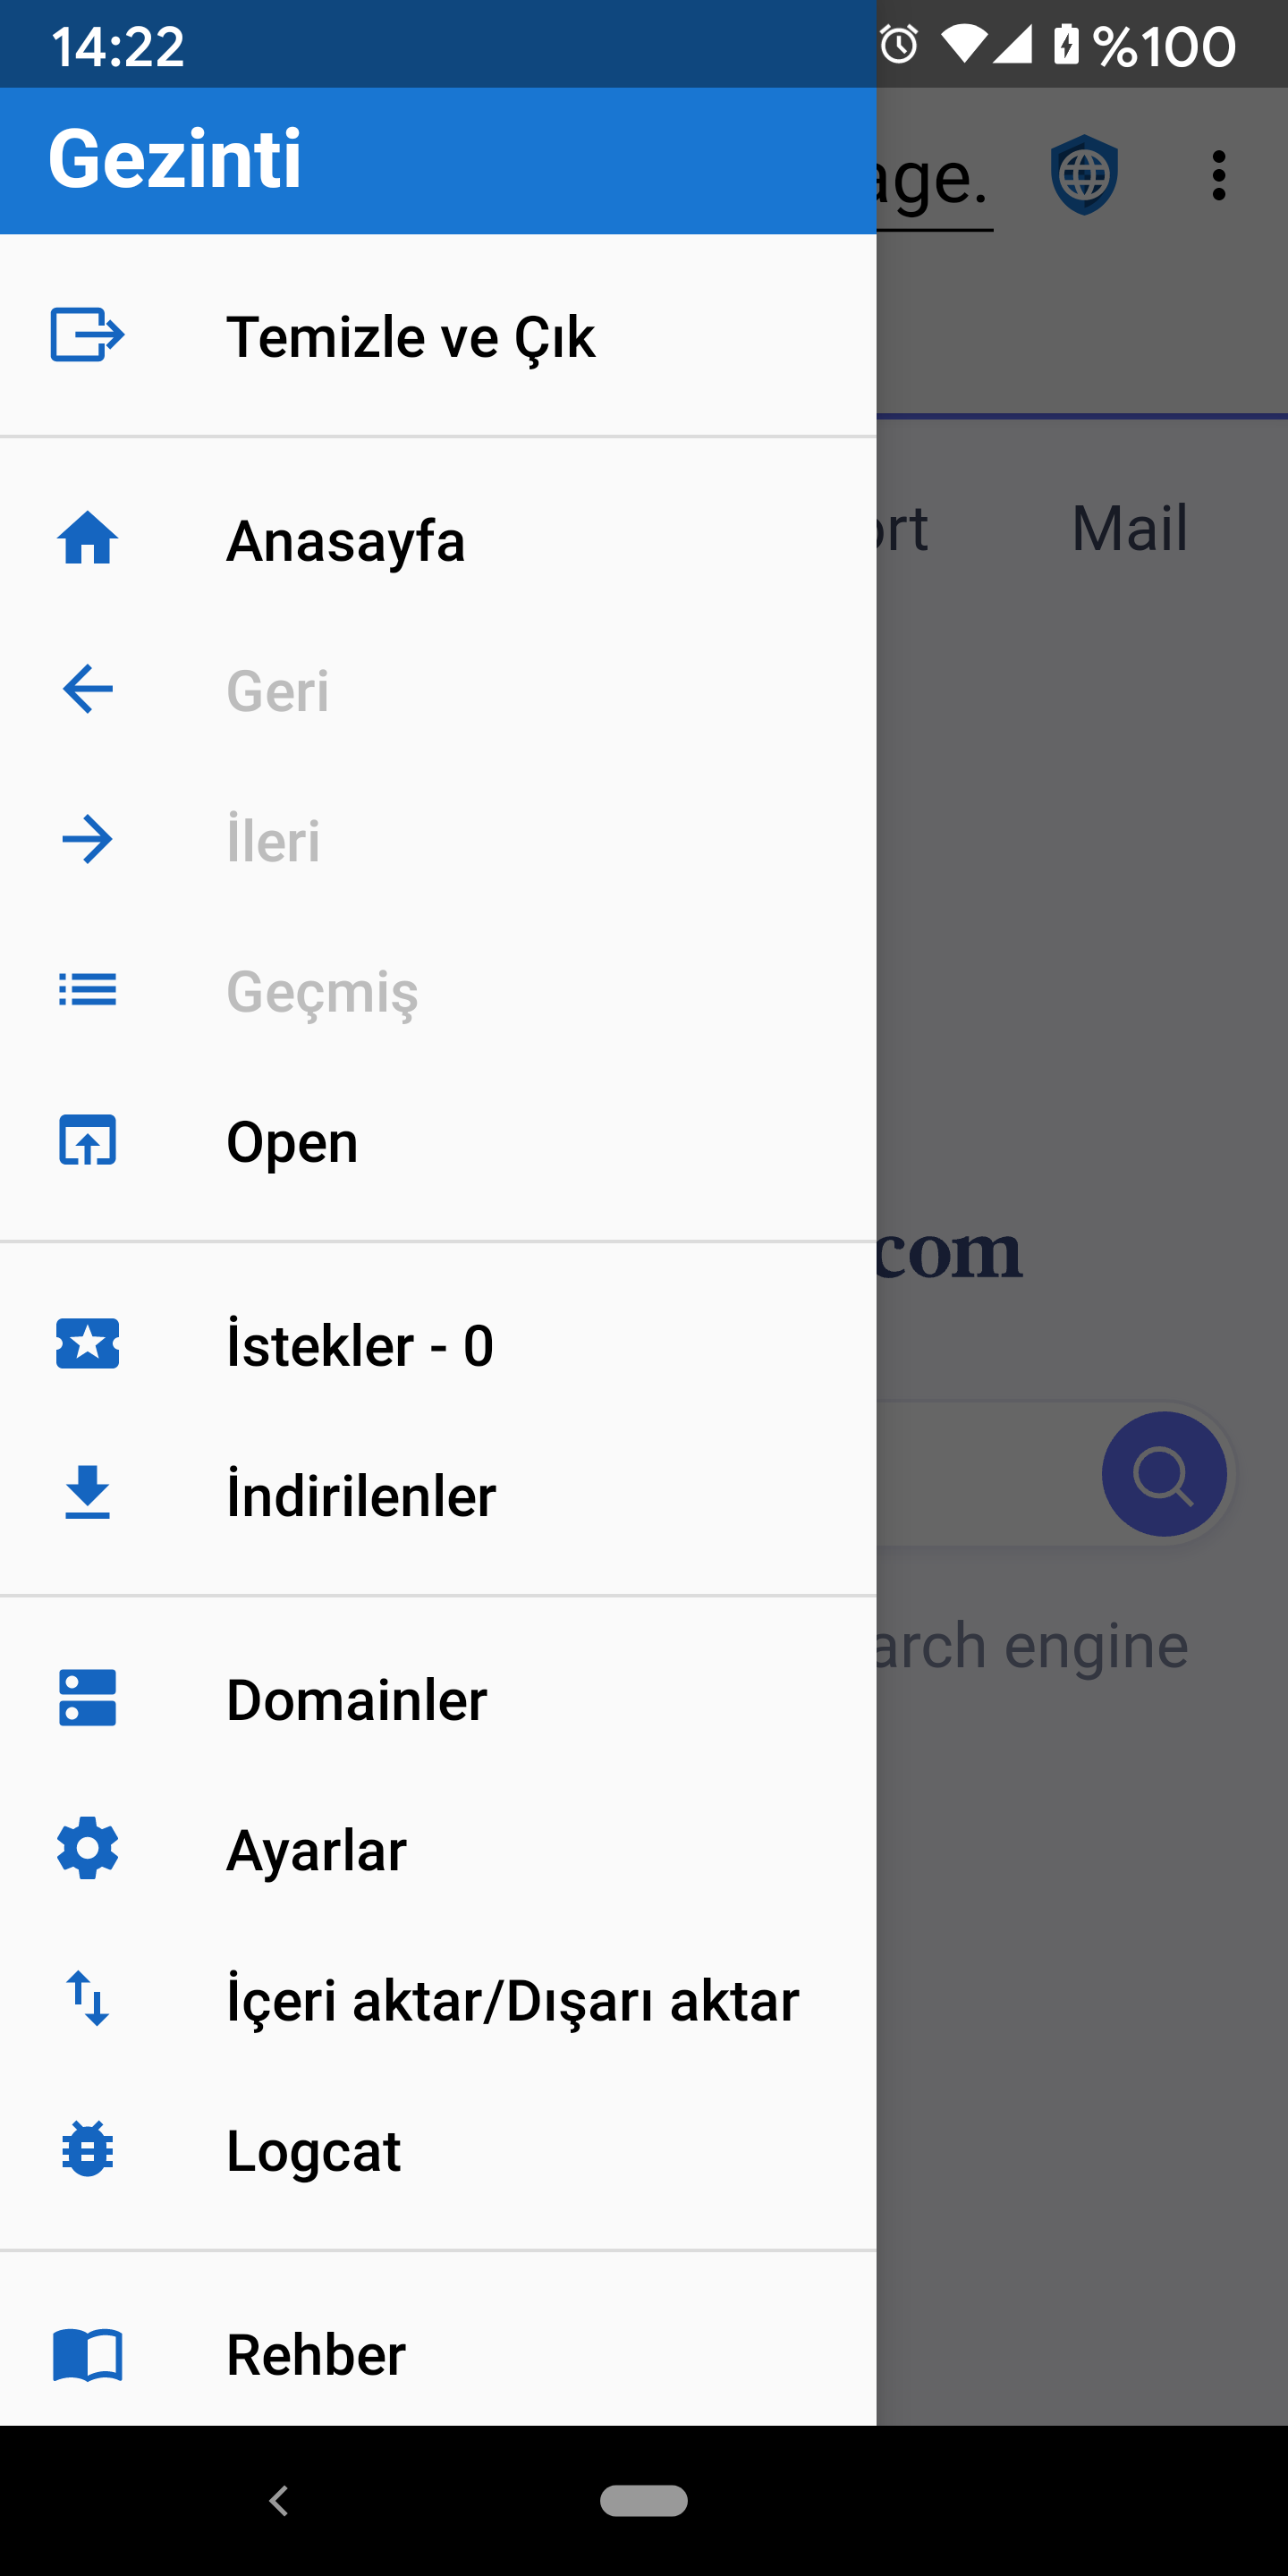 14:22
%100
Gezinti
age.
Temizle ve Çık
Anasayfa
ort
Mail
Geri
İleri
Geçmiş
Open
com
İstekler - 0
İndirilenler
arch engine
Domainler
Ayarlar
İçeri aktar/Dışarı aktar
Logcat
Rehber